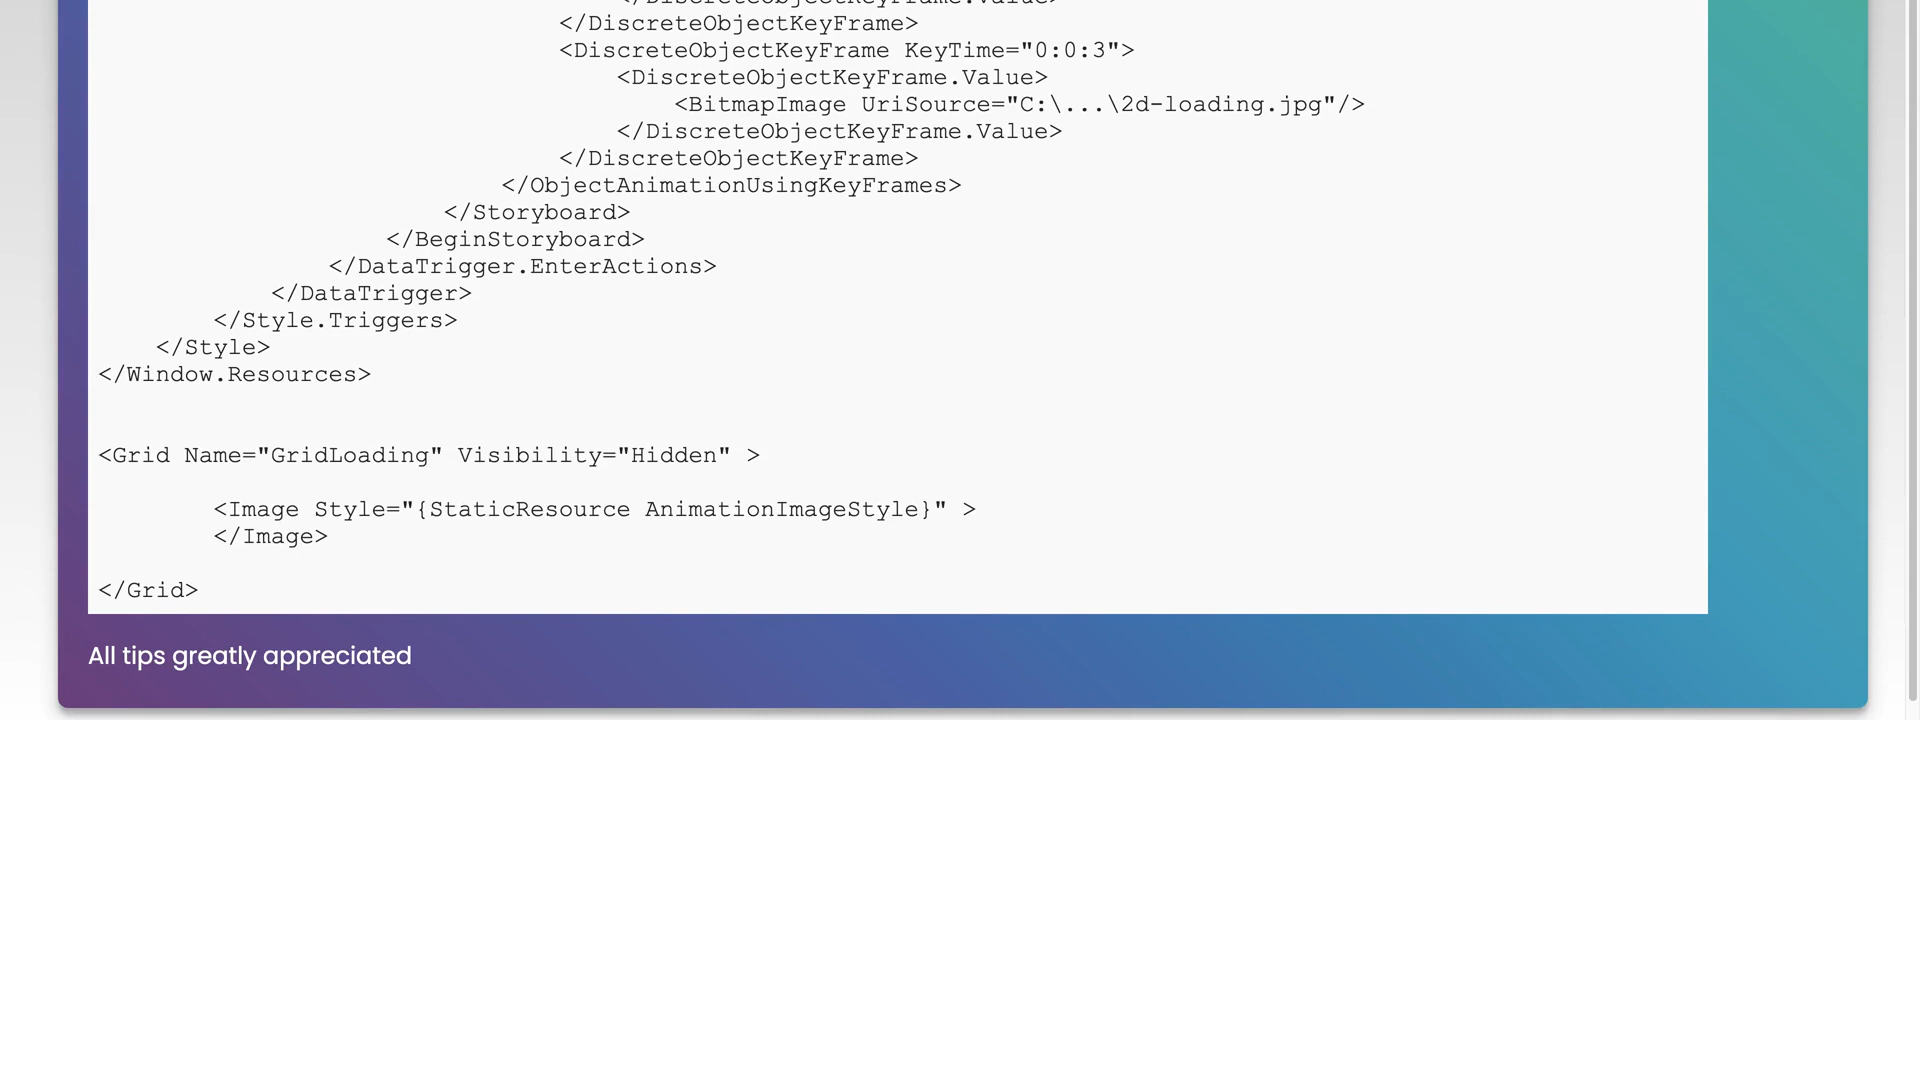 </DiscreteObjectKeyFrame.Value>
</DiscreteObjectKeyFrame>
<DiscreteObjectKeyFrame KeyTime="0:0:3">
<DiscreteObjectKeyFrame.Value>
<BitmapImage UriSource="C:\...\2d-loading.jpg"/>
</DiscreteObjectKeyFrame.Value>
</DiscreteObjectKeyFrame>
</ObjectAnimationUsingKeyFrames>
</Storyboard>
</BeginStoryboard>
</DataTrigger.EnterActions>
</DataTrigger>
</Style.Triggers>
</Style>
</Window.Resources>
<Grid Name="GridLoading" Visibility="Hidden" >
<Image Style="{StaticResource AnimationImageStyle}" >
</Image>
</Grid>
All tips greatly appreciated